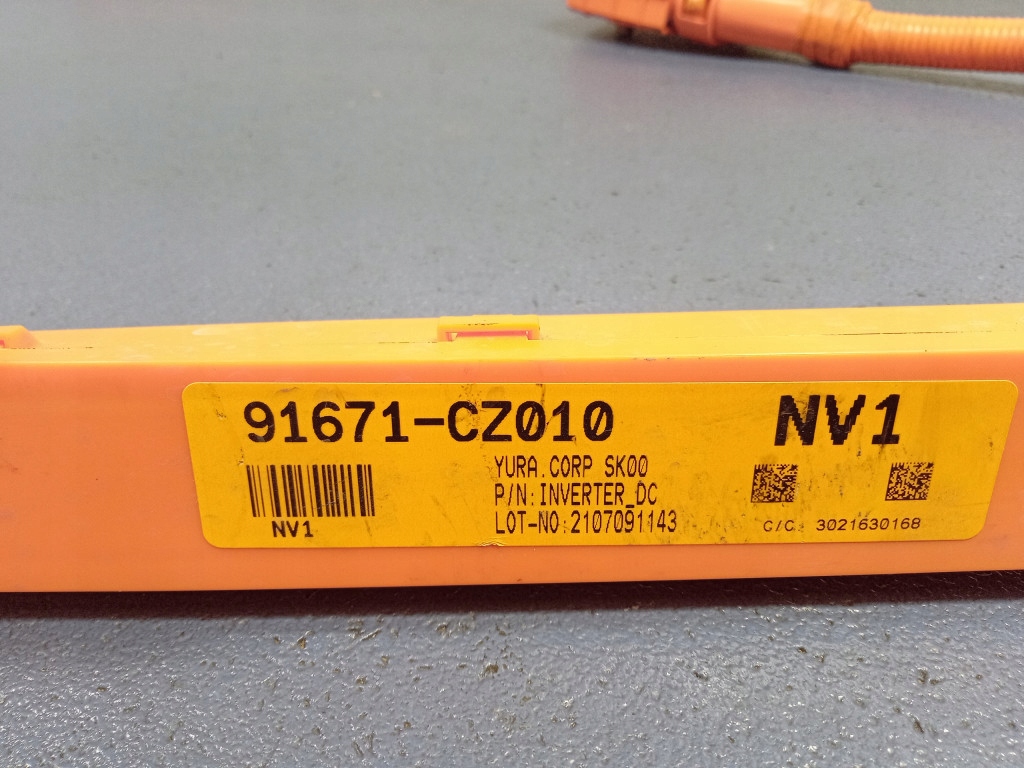 91671-CZ010
NV1
YURA.CORP SK00
P/N:INVERTER_DC
LOT-NO:2107091143
NV1
C/C: 3021630168